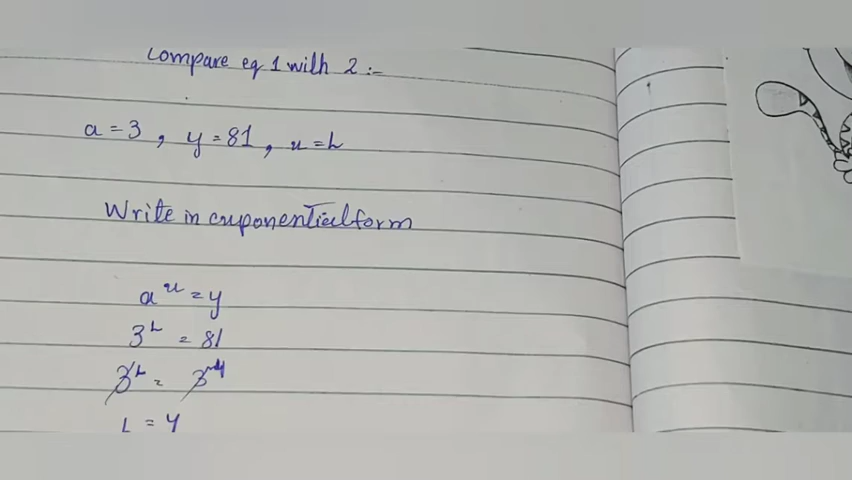 Compare eq 1 with 2 :-
a = 3 , y = 81 , x = L
Write in exponential form
a^x = y
3^L = 81
3^L = 3^4
L = 4